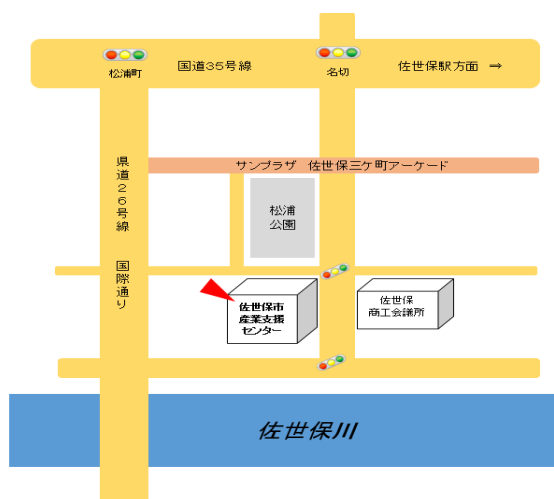 国道35号線
佐世保駅方面 →
松浦町
名切
サンプラザ 佐世保三ケ町アーケード
県道26号線 国際通り
松浦
公園
佐世保市
産業支援
センター
佐世保
商工会議所
佐世保川